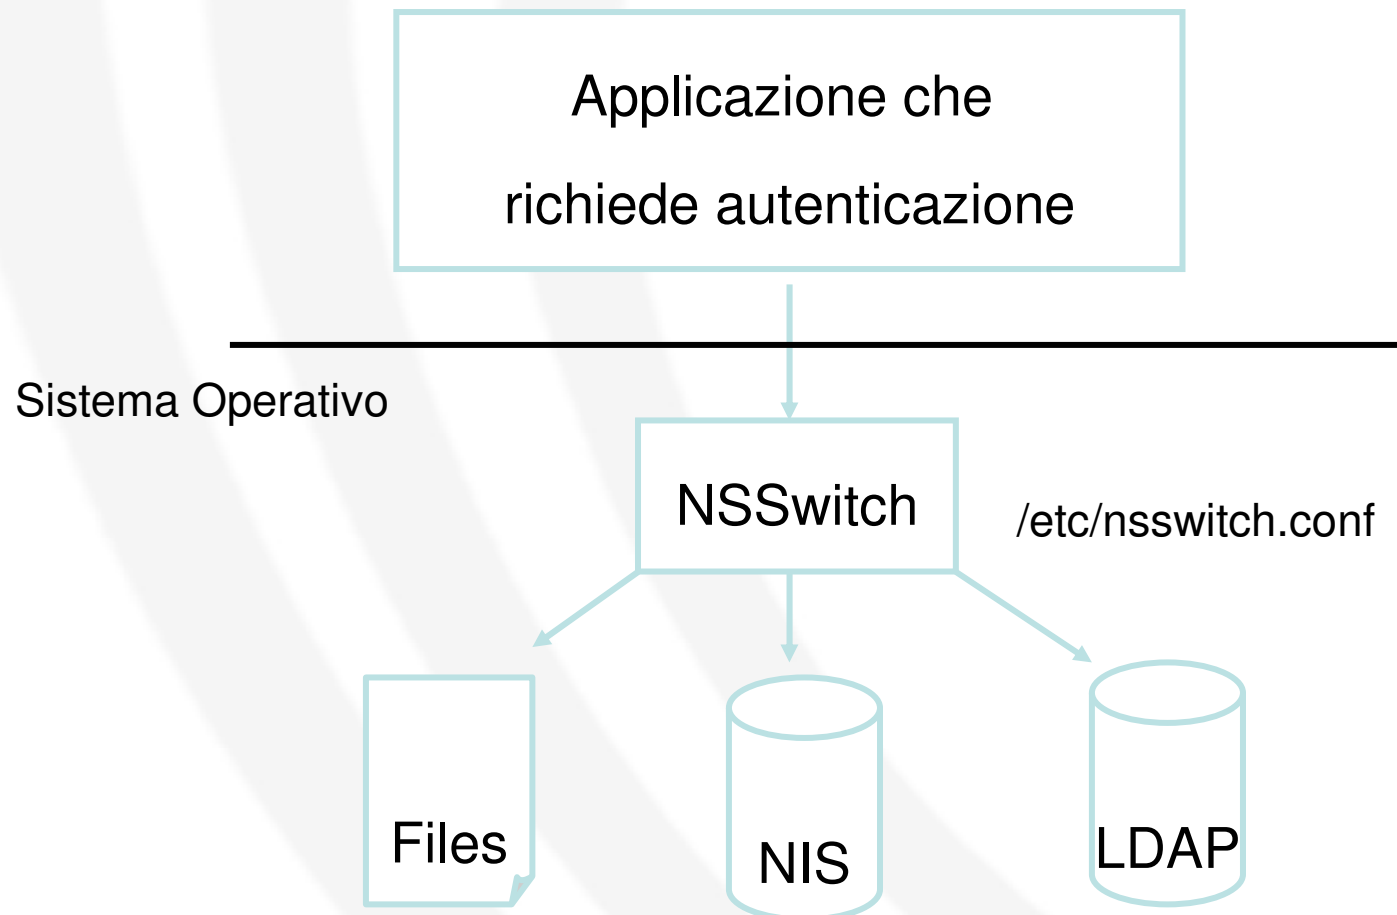 Applicazione che
richiede autenticazione
Sistema Operativo
NSSwitch
/etc/nsswitch.conf
Files
NIS
LDAP